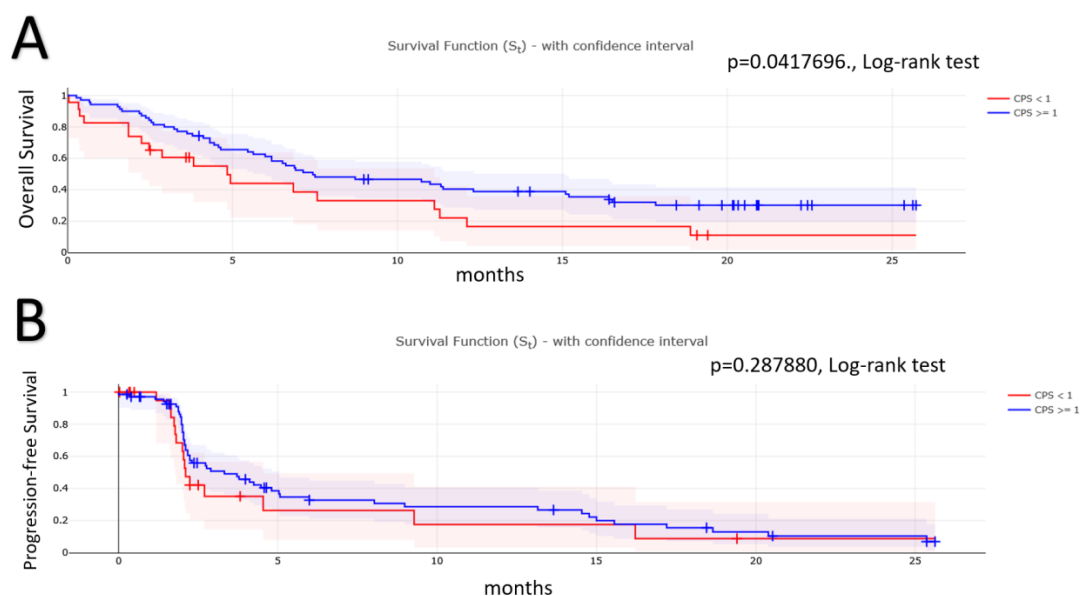 A
Survival Function (St) - with confidence interval
p=0.0417696., Log-rank test
CPS < 1
CPS >= 1
Overall Survival
1
0.8
0.6
0.4
0.2
0
0 5 10 15 20 25
months
B
Survival Function (St) - with confidence interval
p=0.287880, Log-rank test
CPS < 1
CPS >= 1
Progression-free Survival
1
0.8
0.6
0.4
0.2
0
0 5 10 15 20 25
months